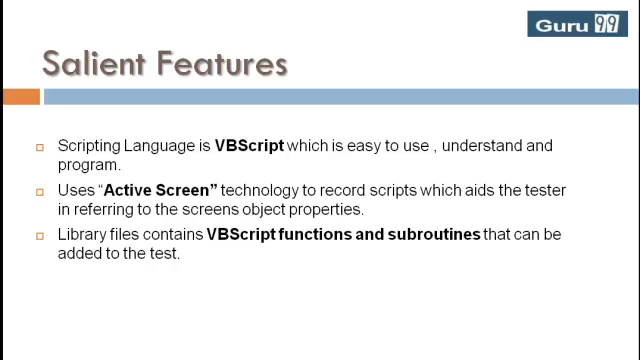 Guru 99
Salient Features
Scripting Language is VBScript which is easy to use , understand and
program.
Uses “Active Screen” technology to record scripts which aids the tester
in referring to the screens object properties.
Library files contains VBScript functions and subroutines that can be
added to the test.